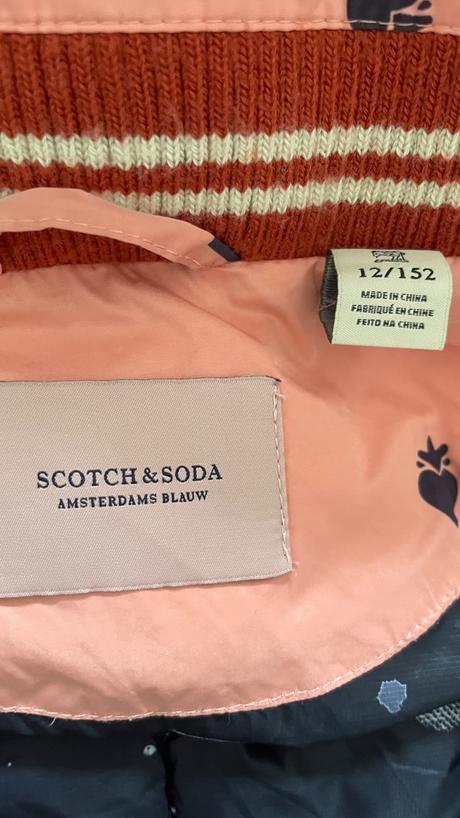 12/152
MADE IN CHINA
FABRIQUÉ EN CHINE
FEITO NA CHINA
SCOTCH & SODA
AMSTERDAMS BLAUW